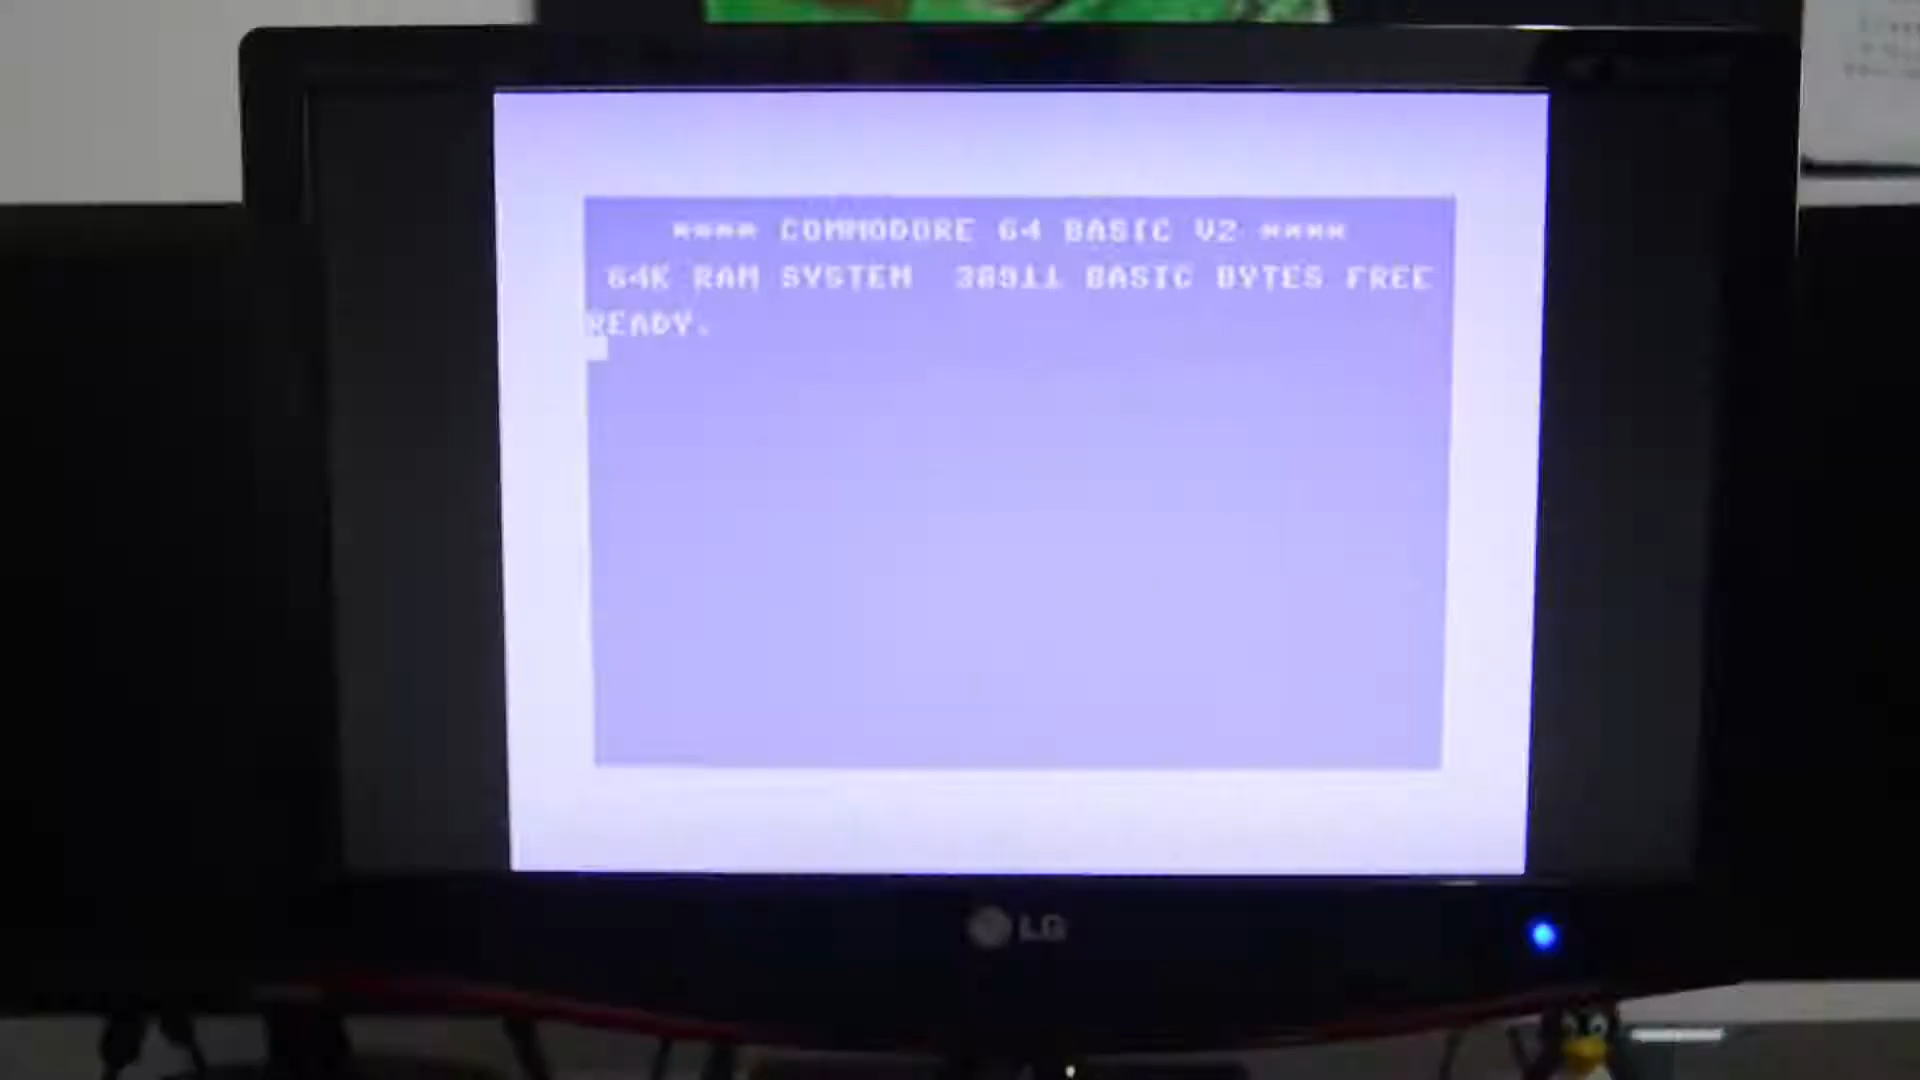 **** COMMODORE 64 BASIC V2 ****
64K RAM SYSTEM  38911 BASIC BYTES FREE
READY.
LG